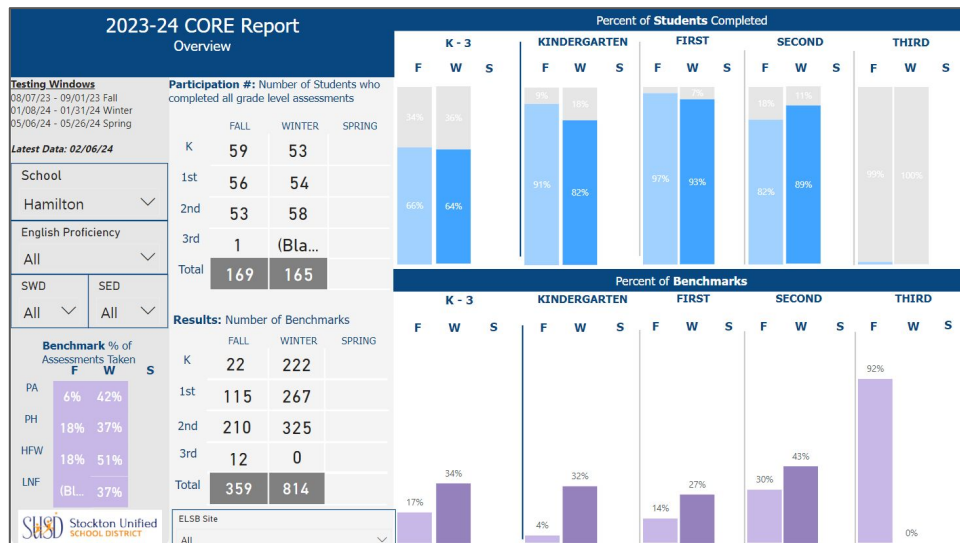 2023-24 CORE Report
Overview
Testing Windows
08/07/23 - 09/01/23 Fall
01/08/24 - 01/31/24 Winter
05/06/24 - 05/26/24 Spring
Latest Data: 02/06/24
School
Hamilton
English Proficiency
All
SWD SED
All All
Benchmark % of
Assessments Taken
F W S
PA 6% 42%
PH 18% 37%
HFW 18% 51%
LNF (Bl... 37%
SUSD Stockton Unified
SCHOOL DISTRICT
Participation #: Number of Students who
completed all grade level assessments
FALL WINTER SPRING
K 59 53
1st 56 54
2nd 53 58
3rd 1 (Bla...
Total 169 165
Results: Number of Benchmarks
FALL WINTER SPRING
K 22 222
1st 115 267
2nd 210 325
3rd 12 0
Total 359 814
ELSB Site
All
Percent of Students Completed
K - 3 KINDERGARTEN FIRST SECOND THIRD
F W S F W S F W S F W S F W S
34% 36% 9% 18% 7% 18% 11%
66% 64% 91% 82% 97% 93% 82% 89% 99% 100%
Percent of Benchmarks
K - 3 KINDERGARTEN FIRST SECOND THIRD
F W S F W S F W S F W S F W S
17% 34% 4% 32% 14% 27% 30% 43% 92% 0%